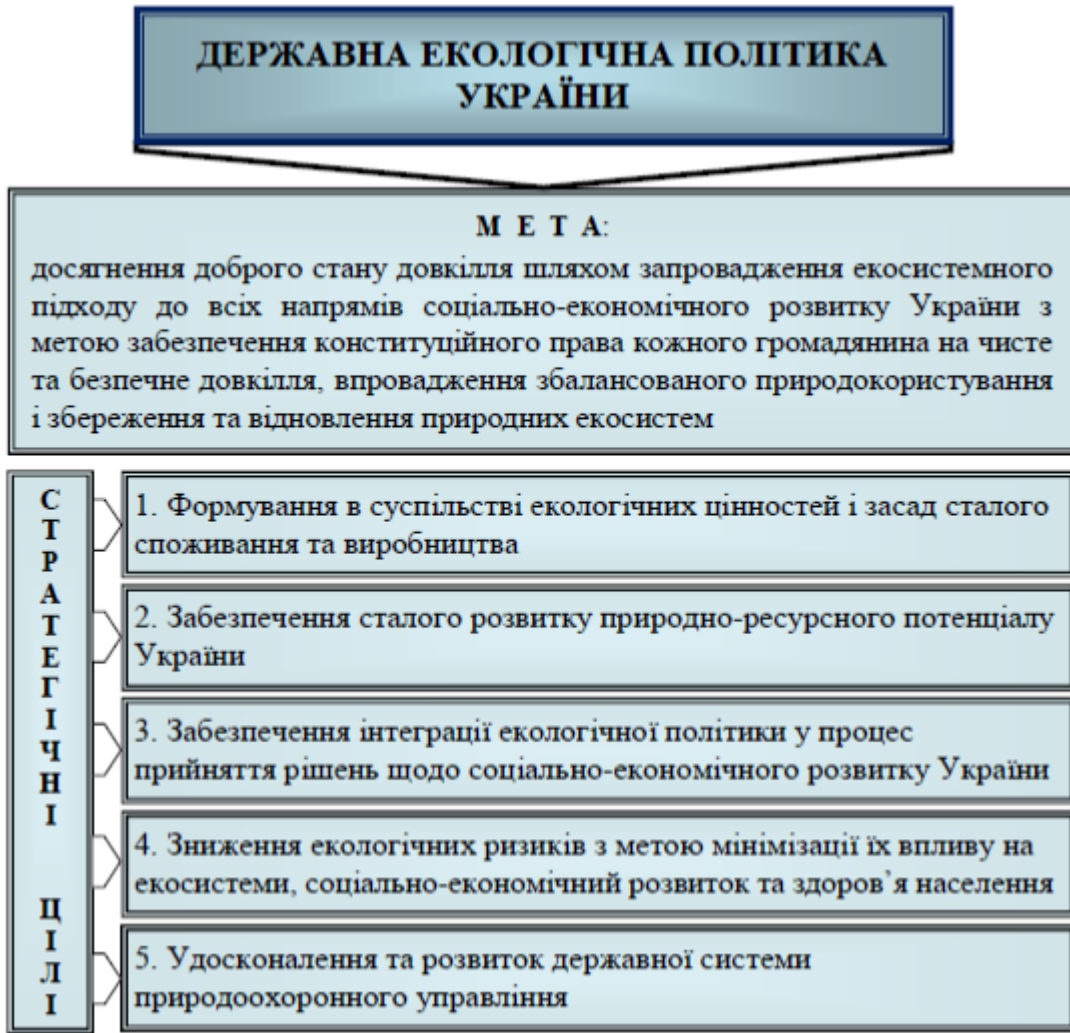 ДЕРЖАВНА ЕКОЛОГІЧНА ПОЛІТИКА
УКРАЇНИ
М Е Т А:
досягнення доброго стану довкілля шляхом запровадження екосистемного
підходу до всіх напрямів соціально-економічного розвитку України з
метою забезпечення конституційного права кожного громадянина на чисте
та безпечне довкілля, впровадження збалансованого природокористування
і збереження та відновлення природних екосистем
СТРАТЕГІЧНІ ЦІЛІ
1. Формування в суспільстві екологічних цінностей і засад сталого
споживання та виробництва
2. Забезпечення сталого розвитку природно-ресурсного потенціалу
України
3. Забезпечення інтеграції екологічної політики у процес
прийняття рішень щодо соціально-економічного розвитку України
4. Зниження екологічних ризиків з метою мінімізації їх впливу на
екосистеми, соціально-економічний розвиток та здоров’я населення
5. Удосконалення та розвиток державної системи
природоохоронного управління